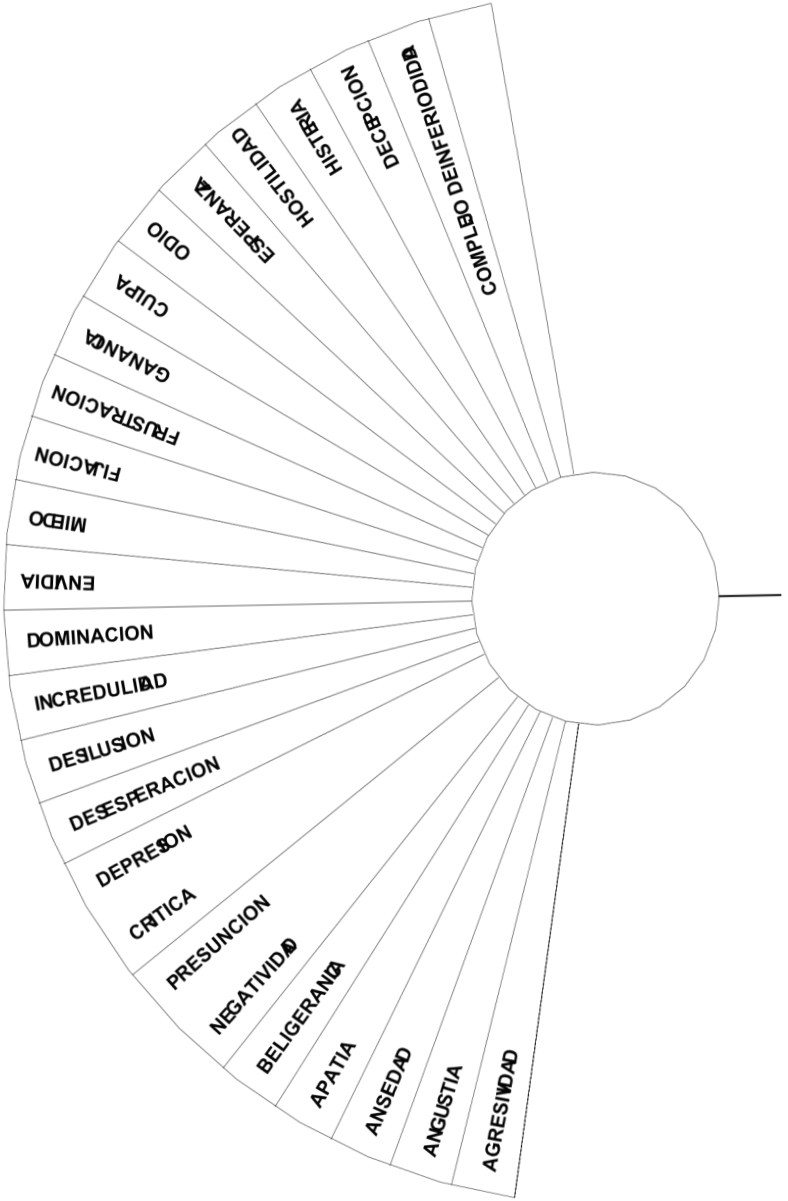 COMPLEJO DE INFERIORIDAD
DECEPCION
HISTERIA
HOSTILIDAD
ESPERANZA
ODIO
CULPA
GANANCIA
FRUSTRACION
FIJACION
MIEDO
ENVIDIA
DOMINACION
INCREDULIDAD
DESILUSION
DESESPERACION
DEPRESION
CRITICA
PRESUNCION
NEGATIVIDAD
BELIGERANCIA
APATIA
ANSEDAD
ANGUSTIA
AGRESIVIDAD